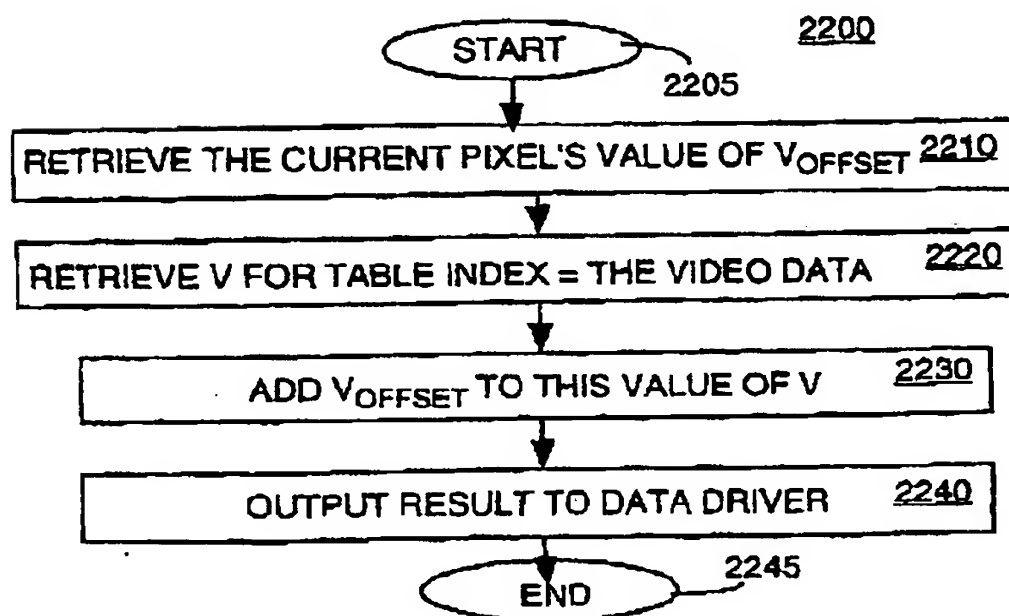 2200
START
2205
RETRIEVE THE CURRENT PIXEL'S VALUE OF VOFFSET 2210
RETRIEVE V FOR TABLE INDEX = THE VIDEO DATA 2220
ADD VOFFSET TO THIS VALUE OF V 2230
OUTPUT RESULT TO DATA DRIVER 2240
2245
END